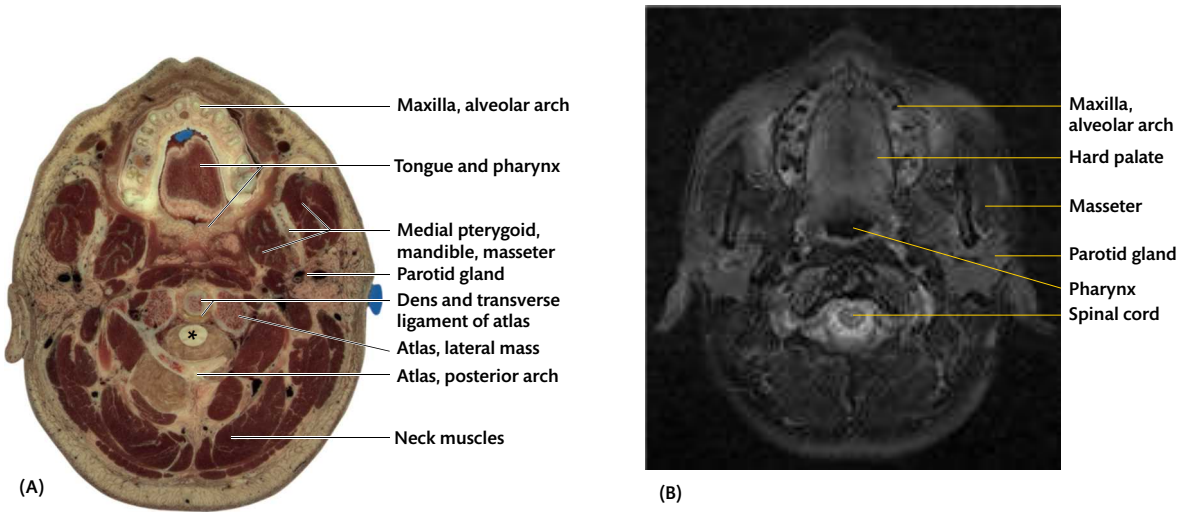 Maxilla, alveolar arch
Tongue and pharynx
Medial pterygoid,
mandible, masseter
Parotid gland
Dens and transverse
ligament of atlas
*
Atlas, lateral mass
Atlas, posterior arch
Neck muscles
(A)
Maxilla,
alveolar arch
Hard palate
Masseter
Parotid gland
Pharynx
Spinal cord
(B)